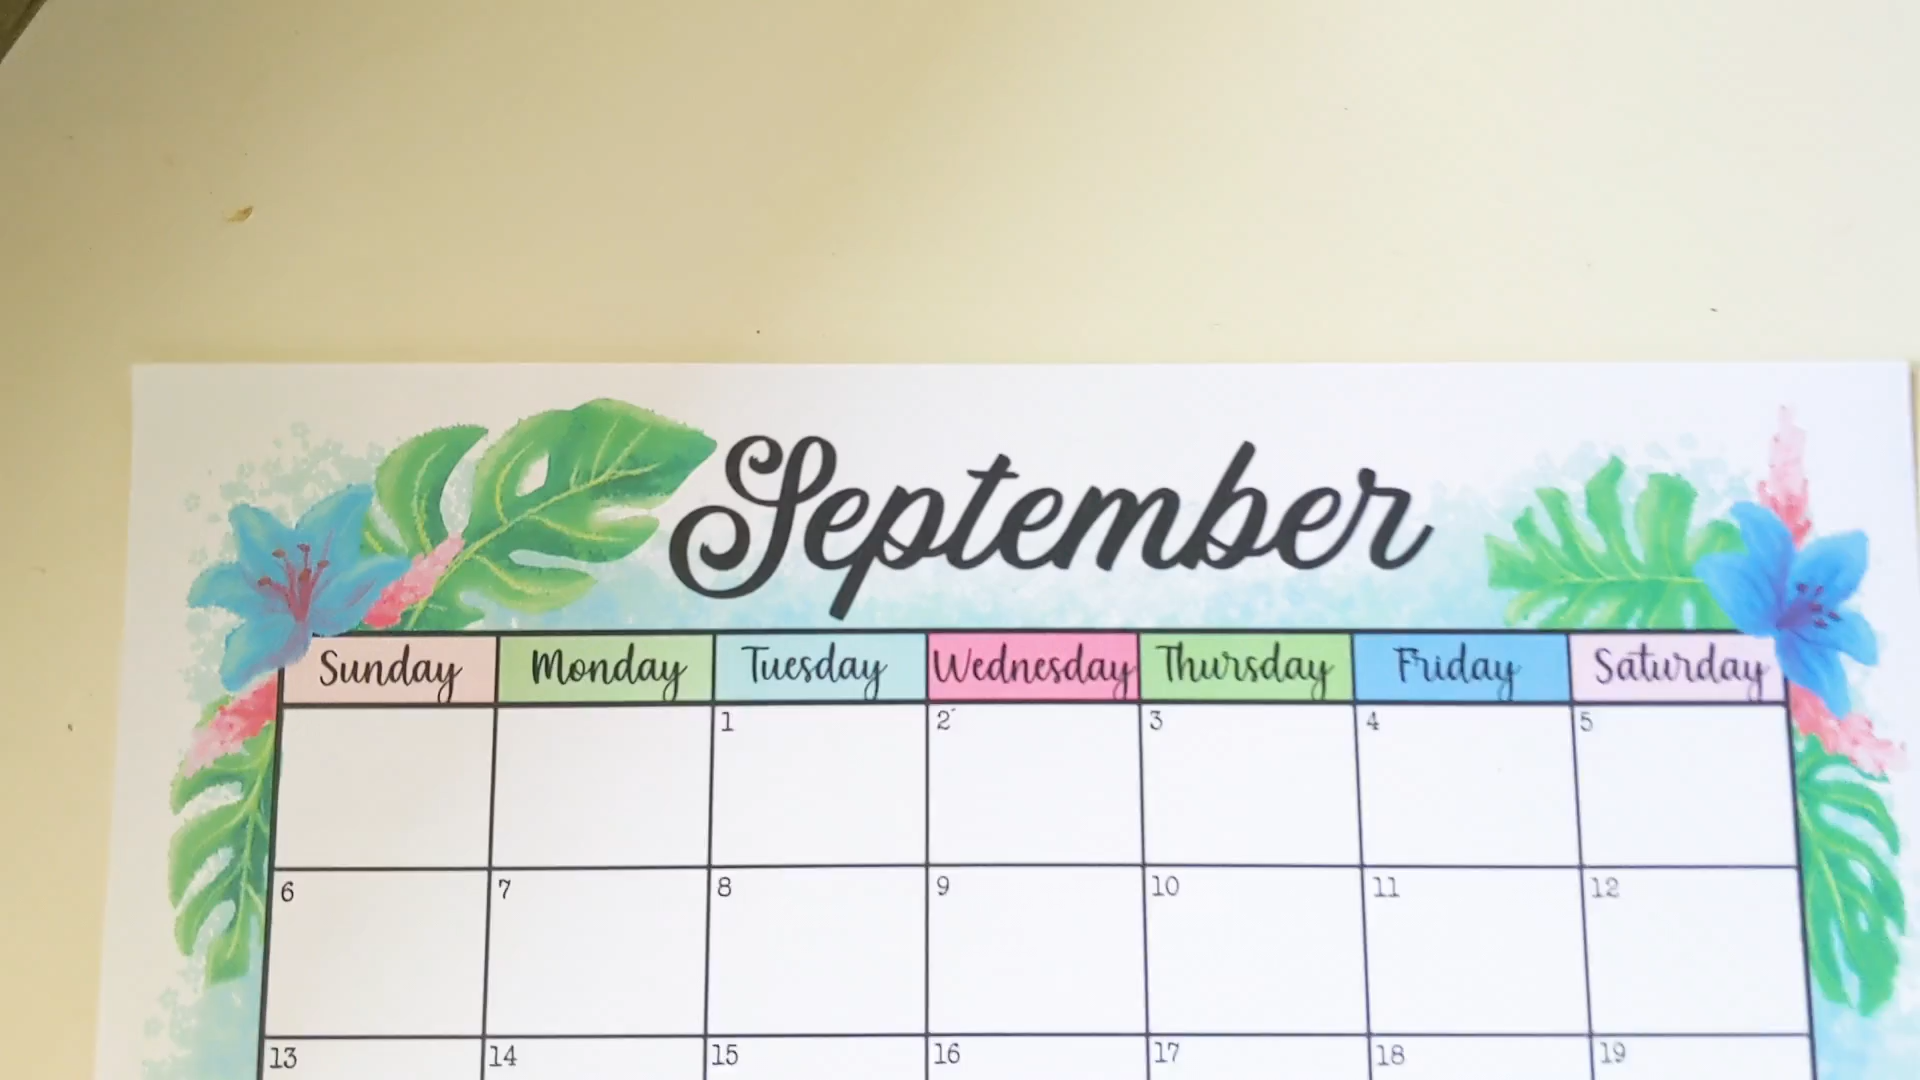 September
Sunday Monday Tuesday Wednesday Thursday Friday Saturday
1 2 3 4 5
6 7 8 9 10 11 12
13 14 15 16 17 18 19